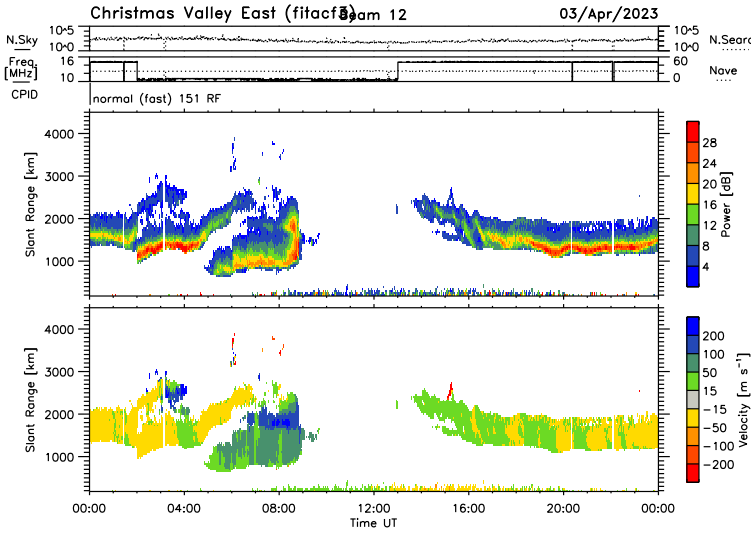 Christmas Valley East (fitacf3) Beam 12 03/Apr/2023
N.Sky 10^5 10^0 10^5 10^0 N.Searc
Freq. [MHz] 16 10 60 0 Nave
CPID normal (fast) 151 RF
4000
3000
2000
1000
Slant Range [km]
28
24
20
16
12
8
4
Power [dB]
4000
3000
2000
1000
Slant Range [km]
200
100
50
15
-15
-50
-100
-200
Velocity [m s⁻¹]
00:00 04:00 08:00 12:00 16:00 20:00 00:00
Time UT